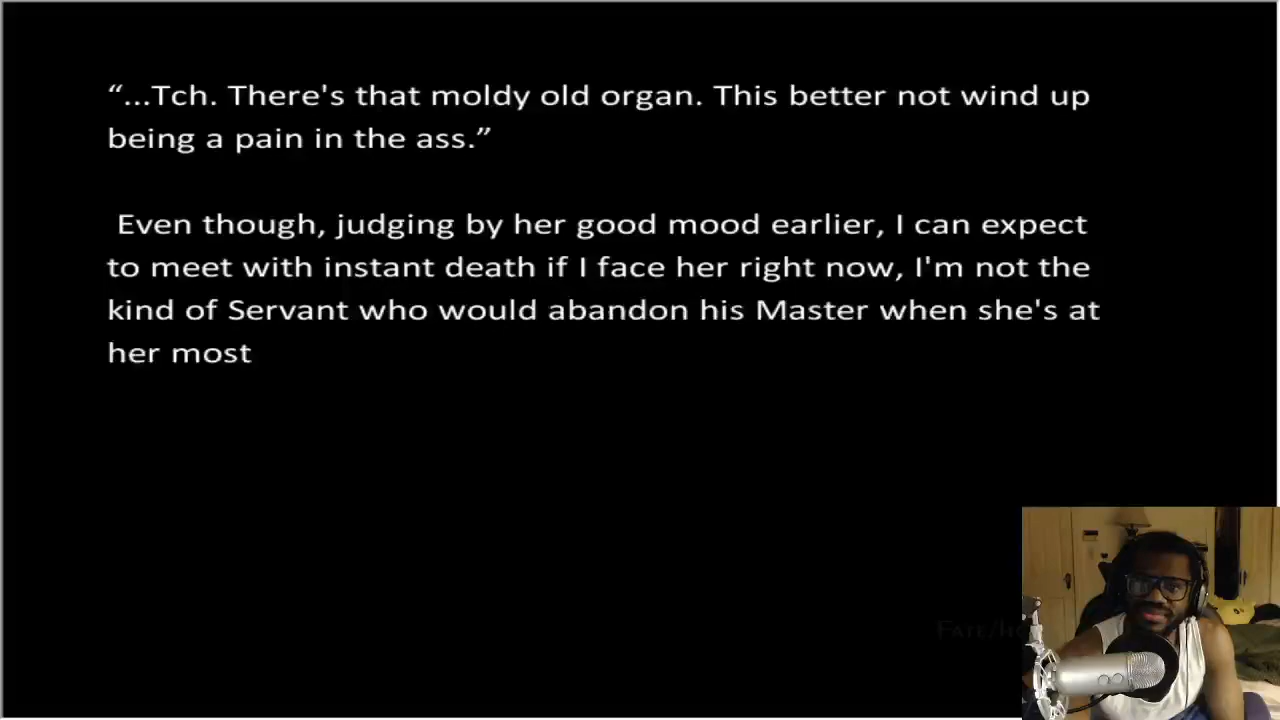 “...Tch. There's that moldy old organ. This better not wind up
being a pain in the ass.”
Even though, judging by her good mood earlier, I can expect
to meet with instant death if I face her right now, I'm not the
kind of Servant who would abandon his Master when she's at
her most
FATE/HO